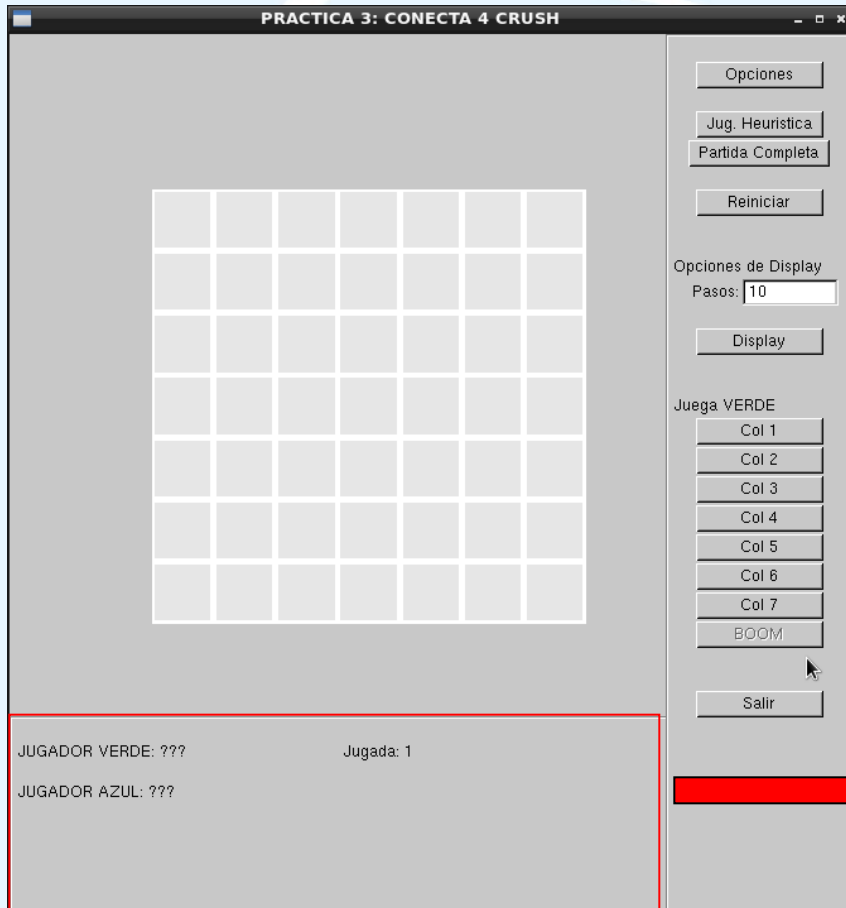 PRACTICA 3: CONECTA 4 CRUSH
Opciones
Jug. Heuristica
Partida Completa
Reiniciar
Opciones de Display
Pasos: 10
Display
Juega VERDE
Col 1
Col 2
Col 3
Col 4
Col 5
Col 6
Col 7
BOOM
Salir
JUGADOR VERDE: ??? Jugada: 1
JUGADOR AZUL: ???